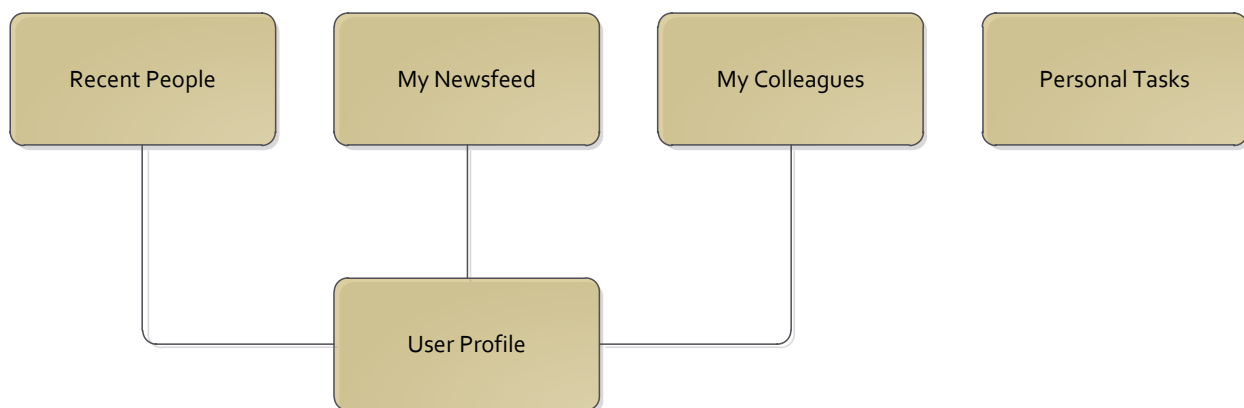 Recent People
My Newsfeed
My Colleagues
Personal Tasks
User Profile